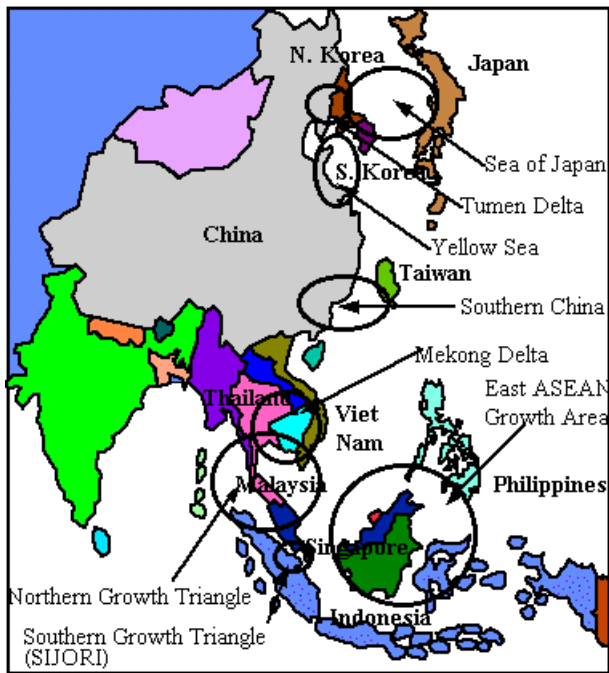 N. Korea
Japan
Sea of Japan
S. Korea
Tumen Delta
China
Yellow Sea
Taiwan
Southern China
Mekong Delta
East ASEAN
Growth Area
Thailand
Viet
Nam
Malaysia
Philippines
Singapore
Northern Growth Triangle
Indonesia
Southern Growth Triangle
(SIJORI)